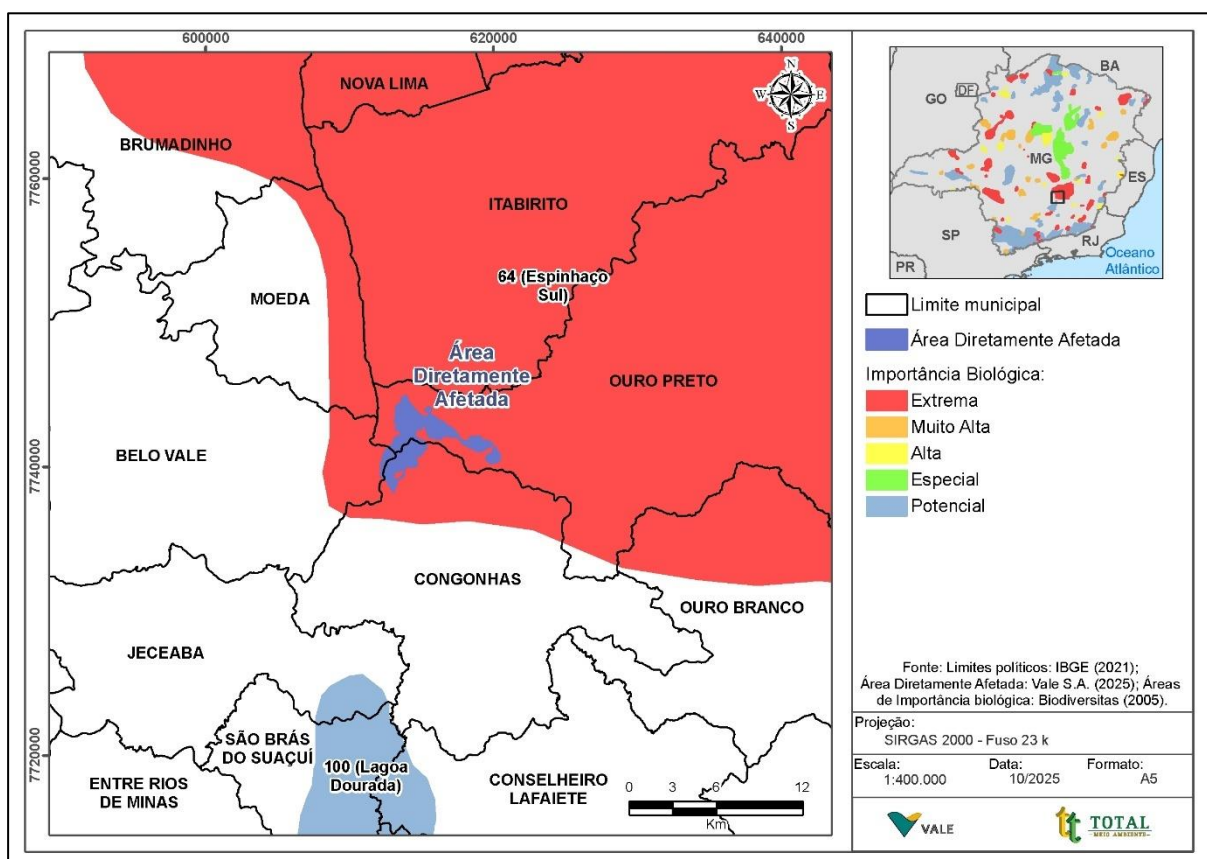 600000
620000
640000
7760000
7740000
7720000
NOVA LIMA
N
W
E
S
BRUMADINHO
ITABIRITO
64 (Espinhaço
Sul)
MOEDA
Área
Diretamente
Afetada
OURO PRETO
BELO VALE
CONGONHAS
OURO BRANCO
JECEABA
SÃO BRÁS
DO SUAÇUÍ
100 (Lagoa
Dourada)
ENTRE RIOS
DE MINAS
CONSELHEIRO
LAFAIETE
0 3 6 12
Km
BA
GO
DF
MG
ES
SP
RJ
PR
Oceano
Atlântico
Limite municipal
Área Diretamente Afetada
Importância Biológica:
Extrema
Muito Alta
Alta
Especial
Potencial
Fonte: Limites políticos: IBGE (2021);
Área Diretamente Afetada: Vale S.A. (2025); Áreas
de Importância biológica: Biodiversitas (2005).
Projeção:
SIRGAS 2000 - Fuso 23 k
Escala:
1:400.000
Data:
10/2025
Formato:
A5
VALE
TOTAL
MEIO AMBIENTE